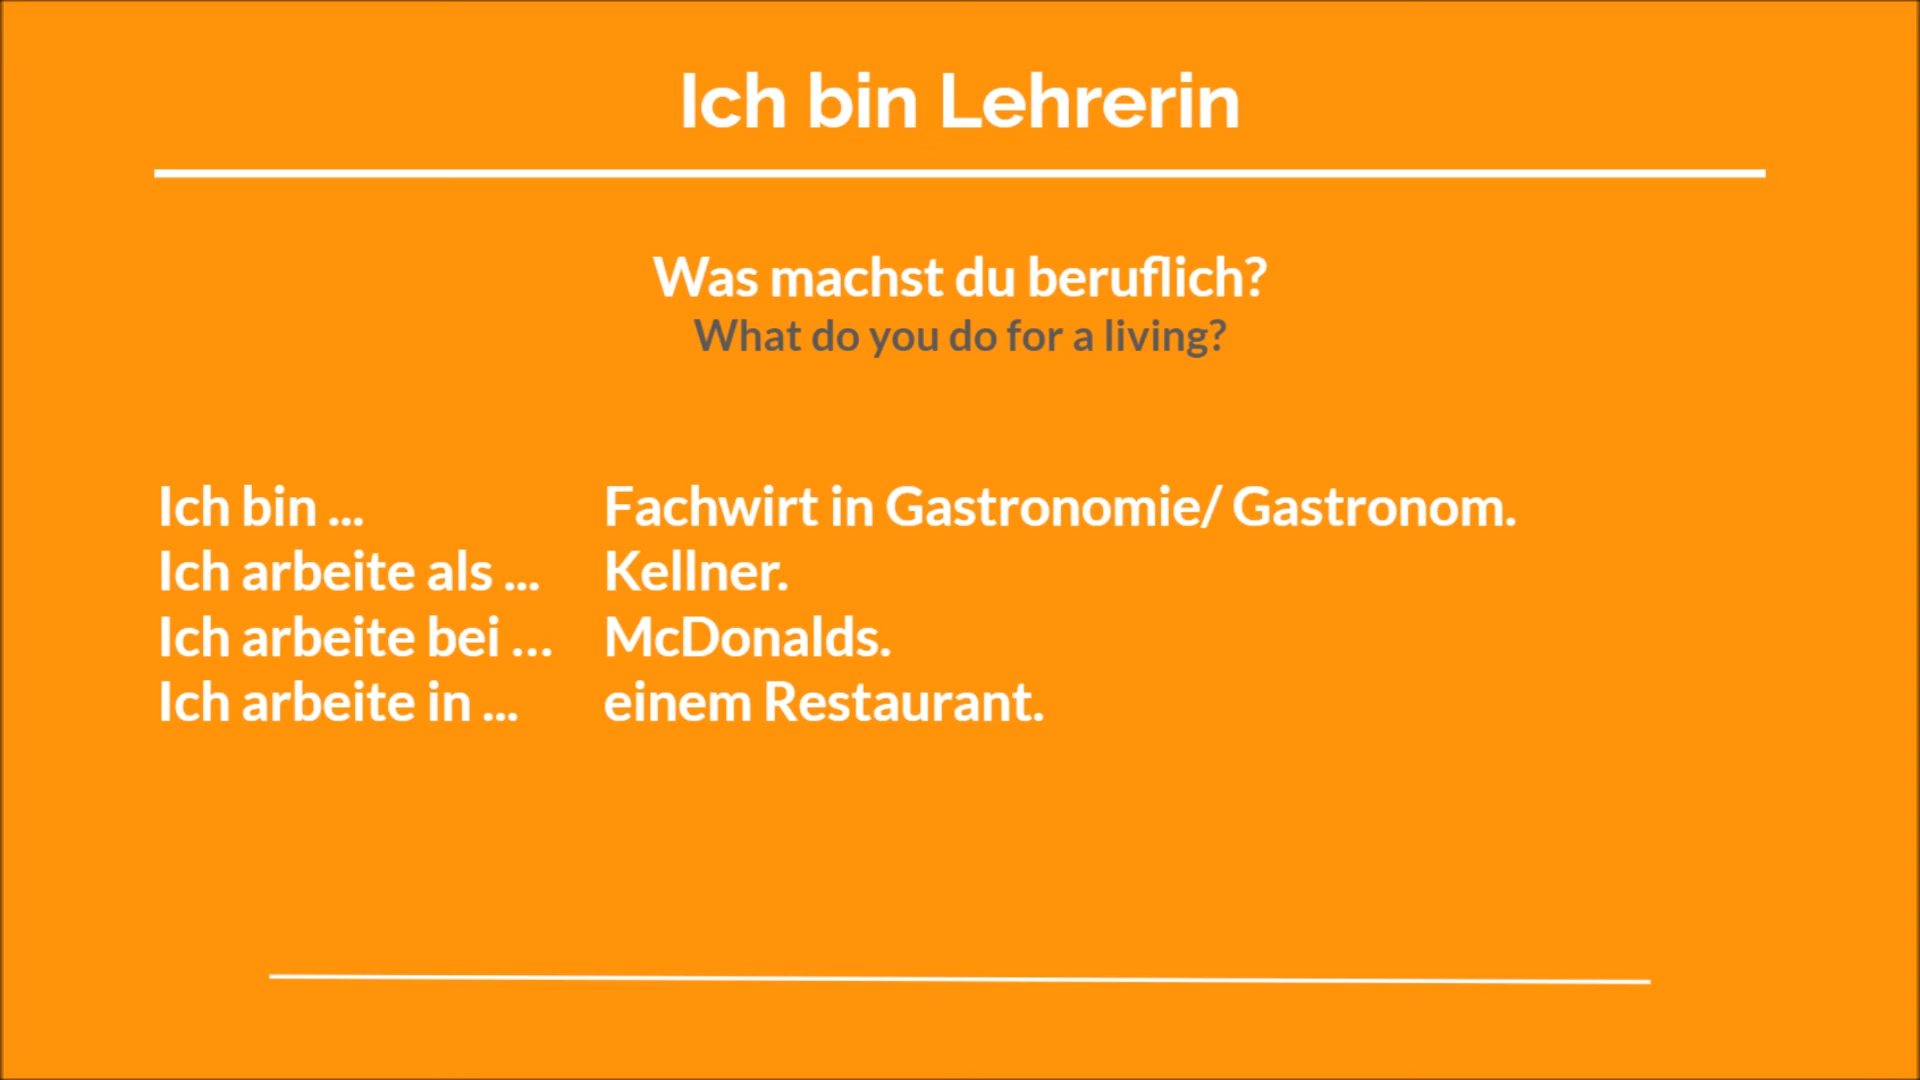 Ich bin Lehrerin
Was machst du beruflich?
What do you do for a living?
Ich bin ... Fachwirt in Gastronomie/ Gastronom.
Ich arbeite als ... Kellner.
Ich arbeite bei ... McDonalds.
Ich arbeite in ... einem Restaurant.